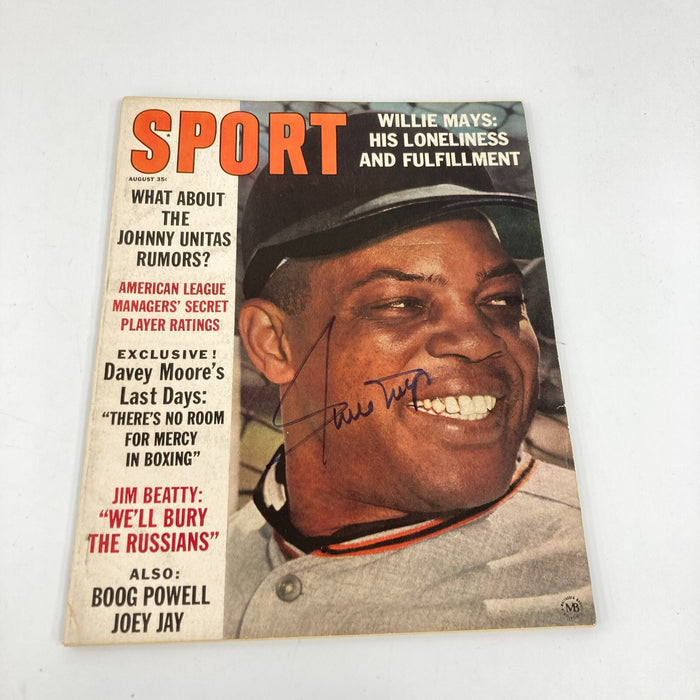 SPORT
AUGUST 35¢
WILLIE MAYS:
HIS LONELINESS
AND FULFILLMENT
WHAT ABOUT
THE
JOHNNY UNITAS
RUMORS?
AMERICAN LEAGUE
MANAGERS' SECRET
PLAYER RATINGS
EXCLUSIVE!
Davey Moore's
Last Days:
"THERE'S NO ROOM
FOR MERCY
IN BOXING"
JIM BEATTY:
"WE'LL BURY
THE RUSSIANS"
ALSO:
BOOG POWELL
JOEY JAY
Willie Mays
MB